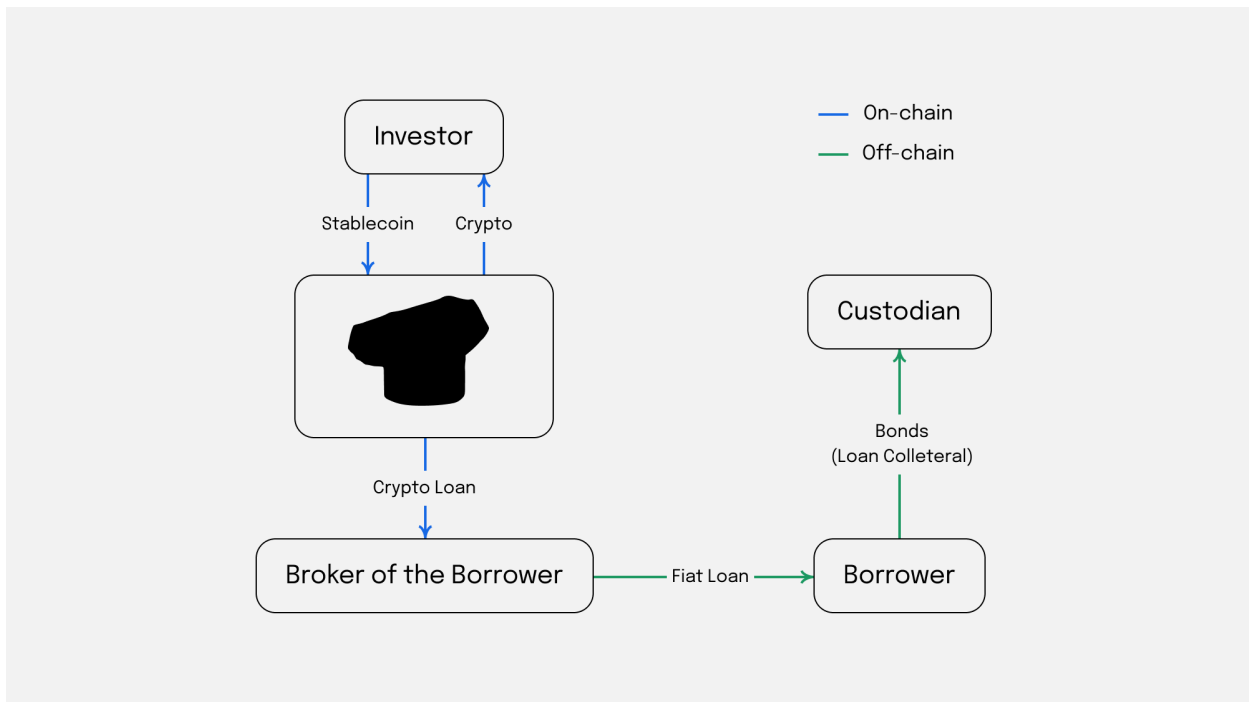 Investor
On-chain
Off-chain
Stablecoin
Crypto
Custodian
Bonds
(Loan Colleteral)
Crypto Loan
Broker of the Borrower
Fiat Loan
Borrower